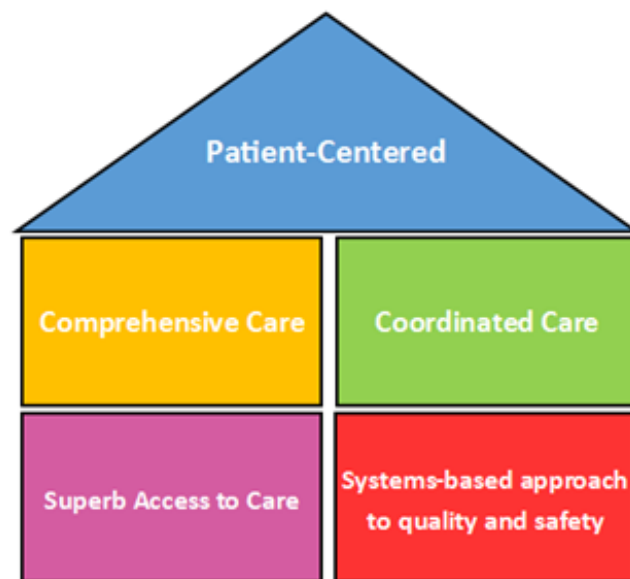 Patient-Centered
Comprehensive Care
Coordinated Care
Superb Access to Care
Systems-based approach
to quality and safety